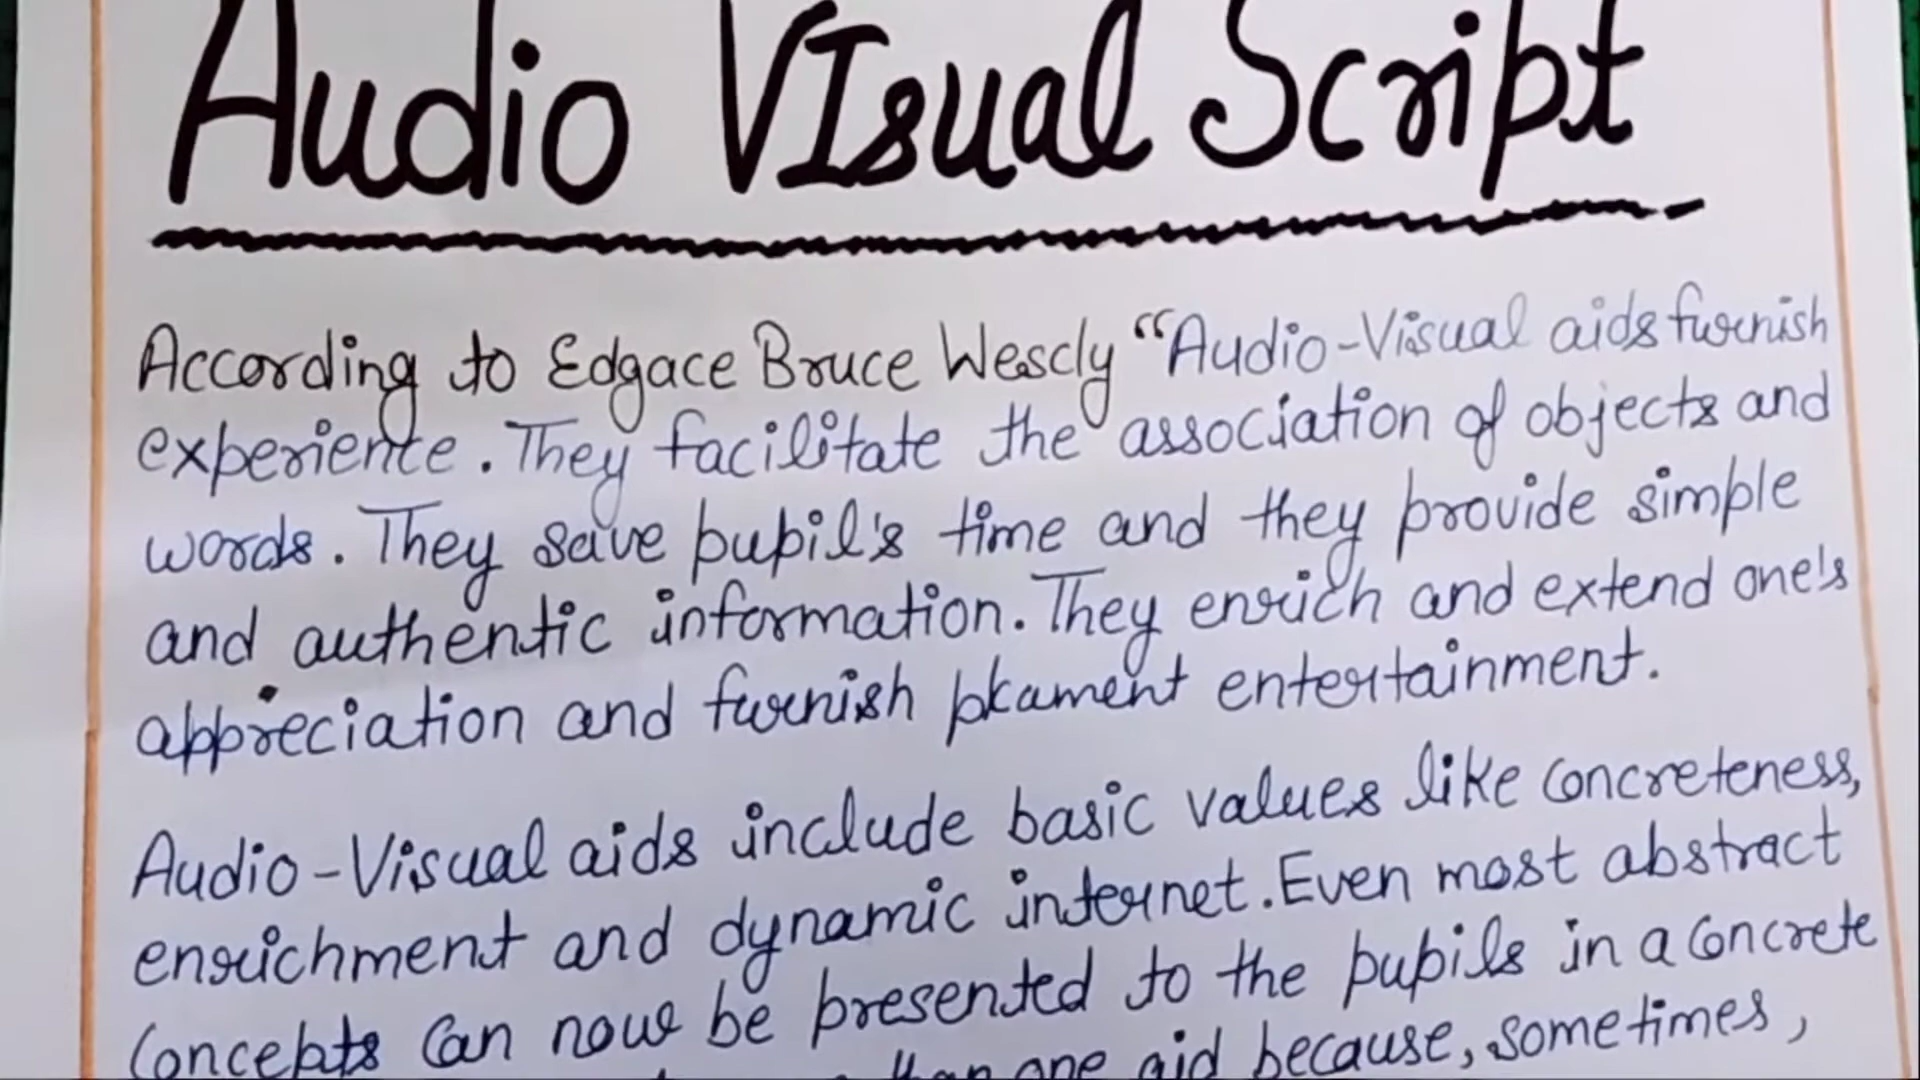 Audio VIsual Script
According to Edgace Bruce Wescly “Audio-Visual aids furnish
experience. They facilitate the association of objects and
words. They save pupil's time and they provide simple
and authentic information. They enrich and extend one's
appreciation and furnish pkament entertainment.
Audio-Visual aids include basic values like concreteness,
enrichment and dynamic internet. Even most abstract
Concepts Can now be presented to the pupils in a Concrete
than one aid because, sometimes,